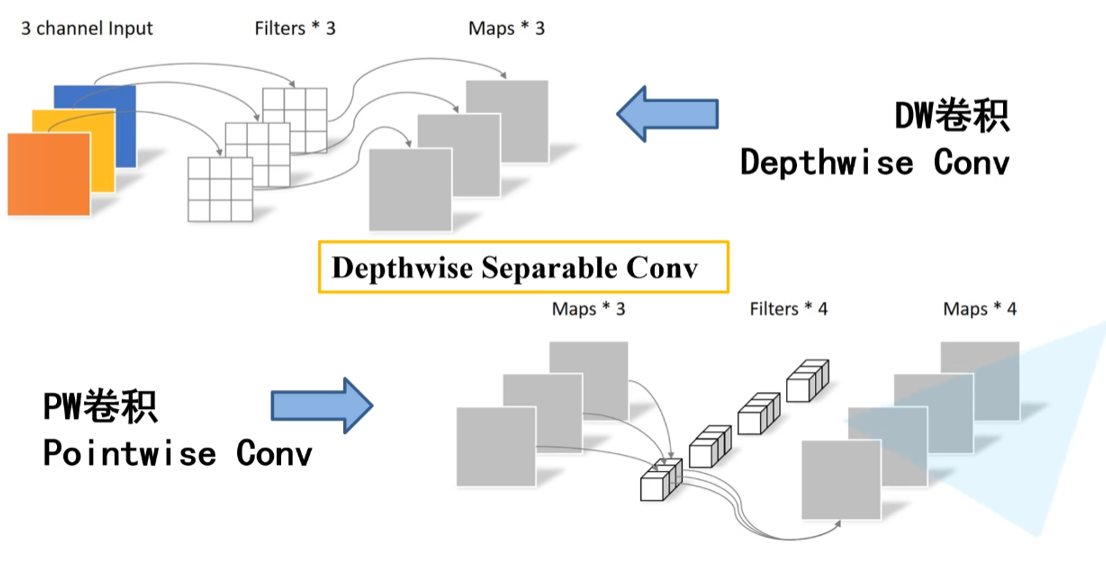 3 channel Input
Filters * 3
Maps * 3
DW卷积
Depthwise Conv
Depthwise Separable Conv
Maps * 3
Filters * 4
Maps * 4
PW卷积
Pointwise Conv